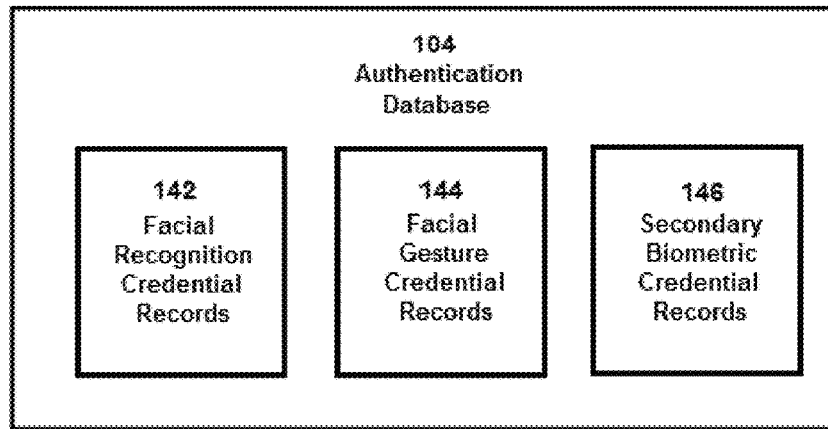 104
Authentication
Database
142
Facial
Recognition
Credential
Records
144
Facial
Gesture
Credential
Records
146
Secondary
Biometric
Credential
Records